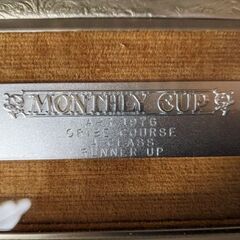 MONTHLY CUP
1976
COURSE
CLASS
RUNNER UP